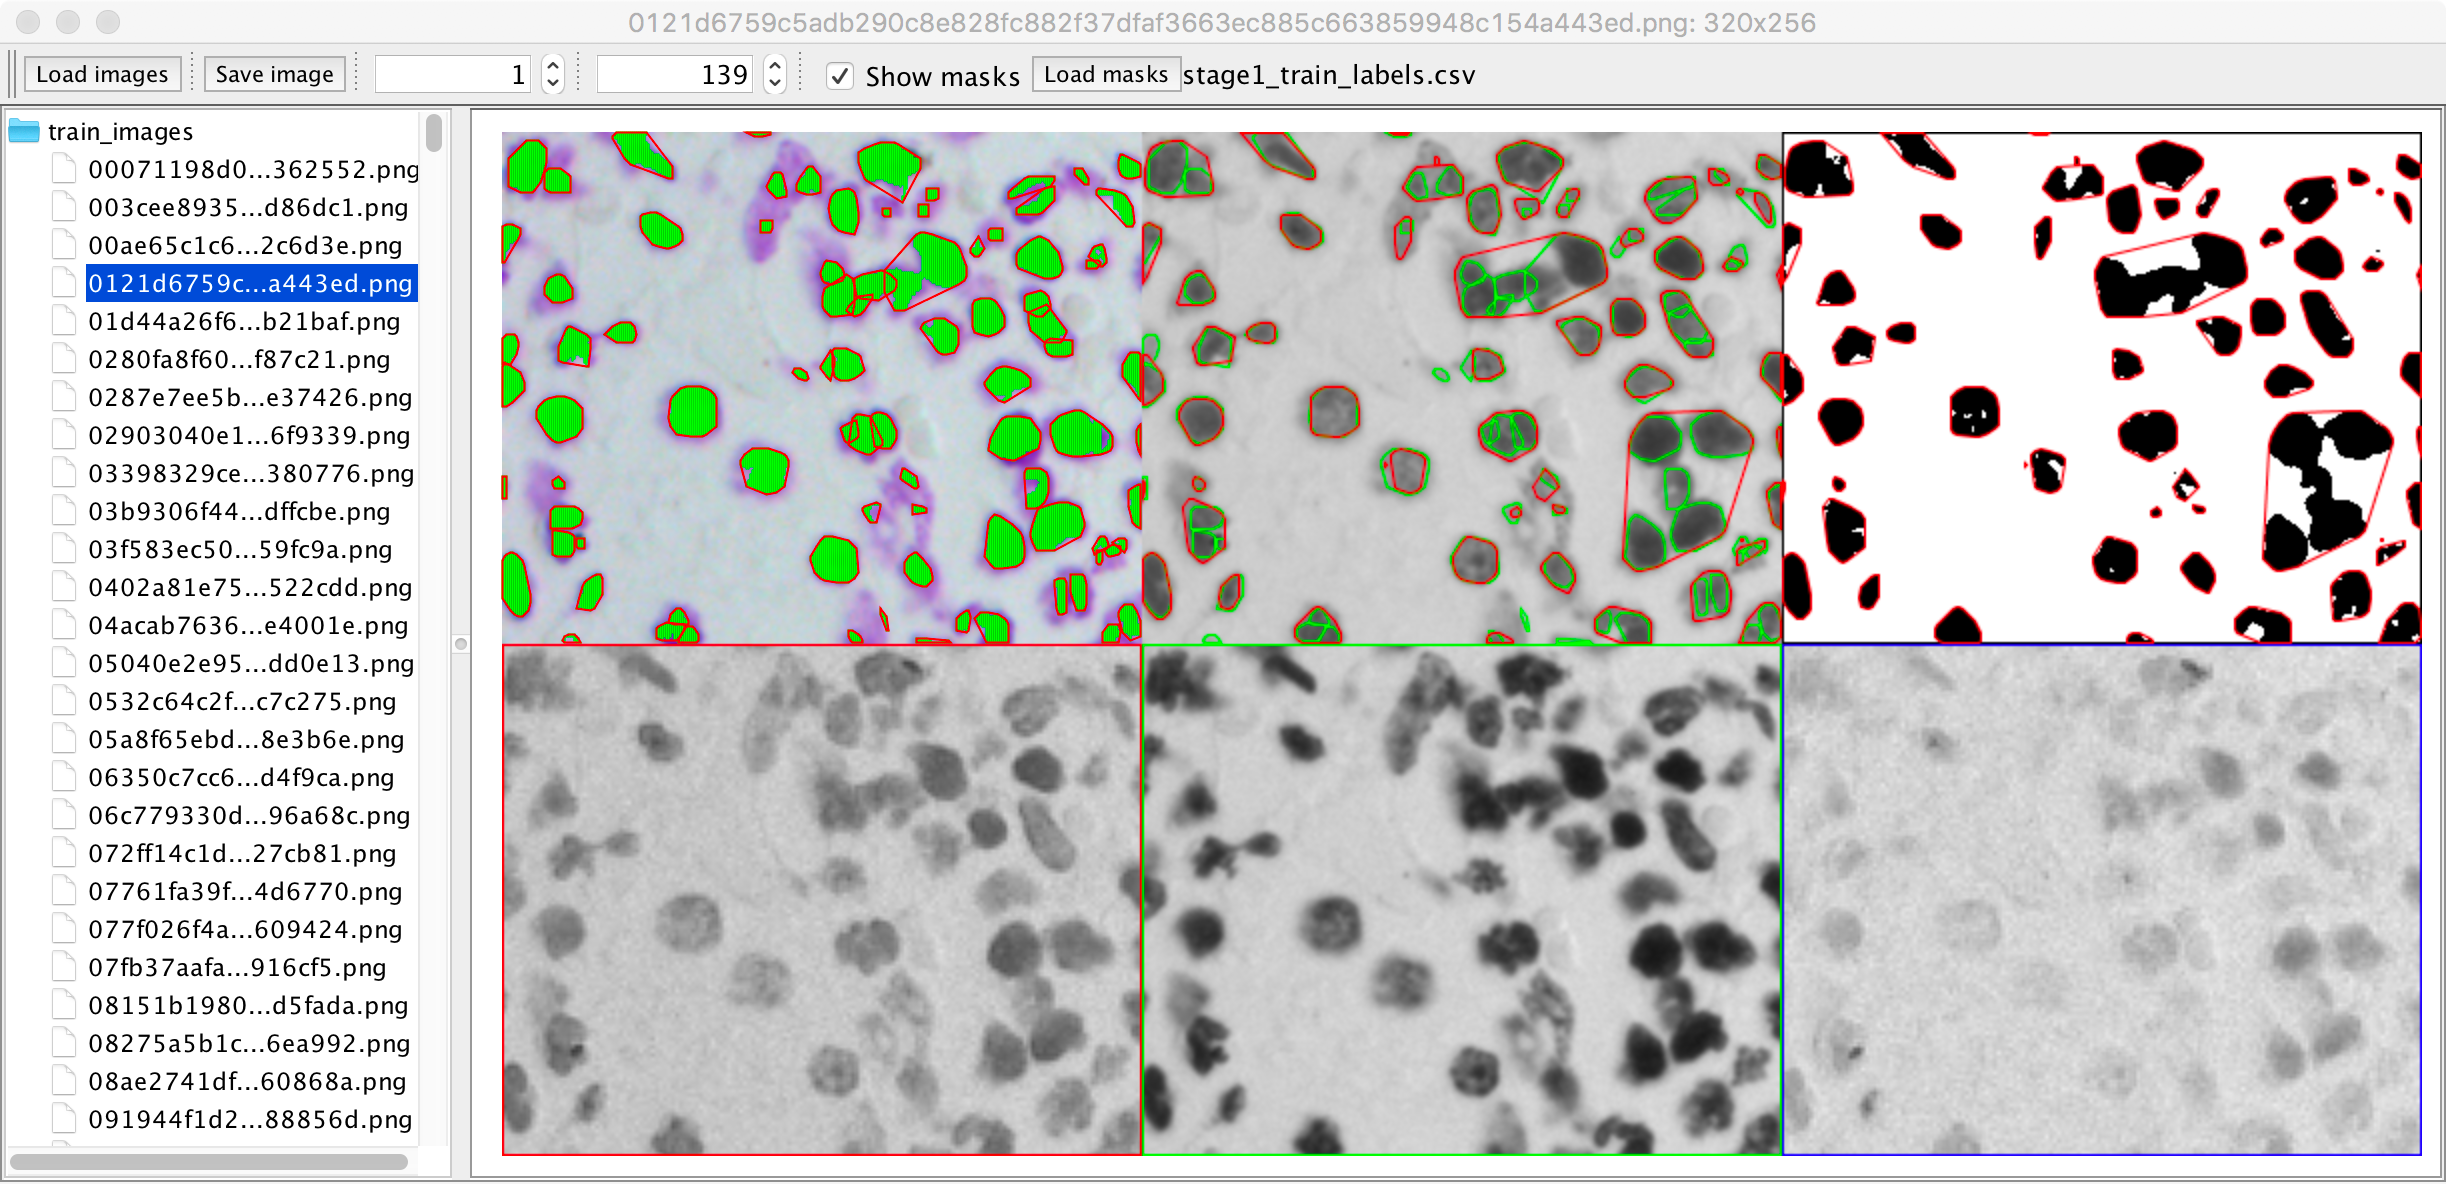 0121d6759c5adb290c8e828fc882f37dfaf3663ec885c663859948c154a443ed.png: 320x256
Load images Save image 1 139 Show masks Load masks stage1_train_labels.csv
train_images
00071198d0...362552.png
003cee8935...d86dc1.png
00ae65c1c6...2c6d3e.png
0121d6759c...a443ed.png
01d44a26f6...b21baf.png
0280fa8f60...f87c21.png
0287e7ee5b...e37426.png
02903040e1...6f9339.png
03398329ce...380776.png
03b9306f44...dffcbe.png
03f583ec50...59fc9a.png
0402a81e75...522cdd.png
04acab7636...e4001e.png
05040e2e95...dd0e13.png
0532c64c2f...c7c275.png
05a8f65ebd...8e3b6e.png
06350c7cc6...d4f9ca.png
06c779330d...96a68c.png
072ff14c1d...27cb81.png
07761fa39f...4d6770.png
077f026f4a...609424.png
07fb37aafa...916cf5.png
08151b1980...d5fada.png
08275a5b1c...6ea992.png
08ae2741df...60868a.png
091944f1d2...88856d.png